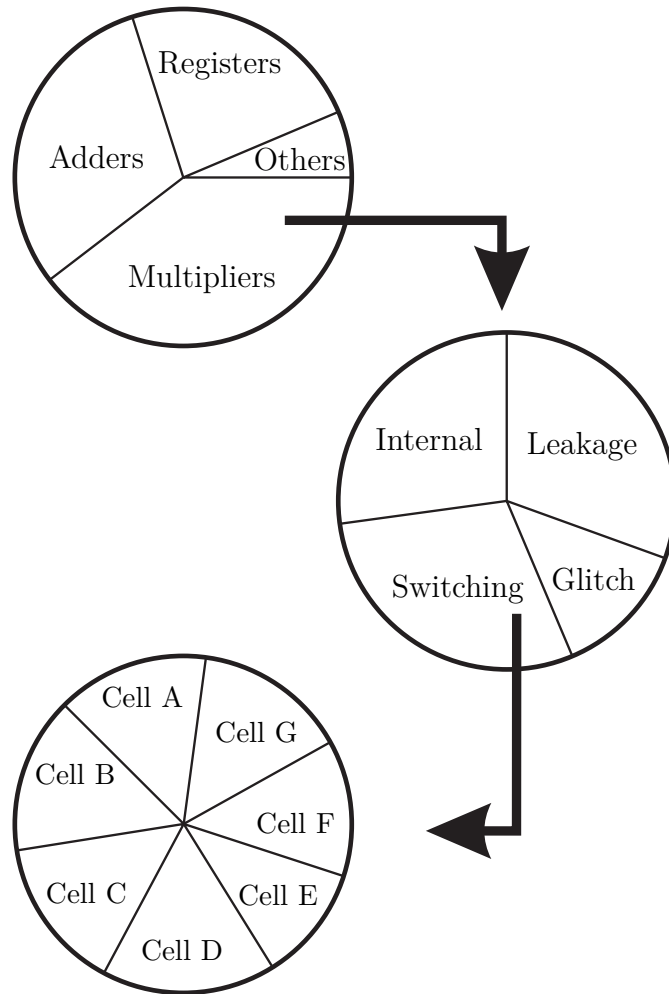 Registers
Adders
Others
Multipliers
Internal
Leakage
Switching
Glitch
Cell A
Cell G
Cell B
Cell F
Cell C
Cell E
Cell D